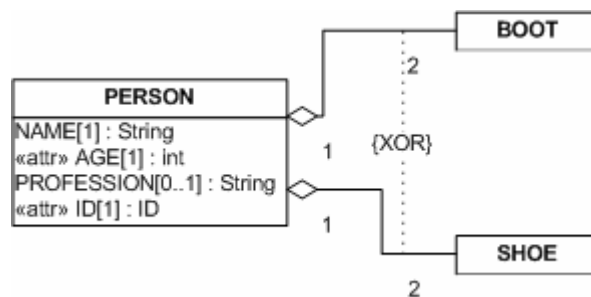 BOOT
2
PERSON
NAME[1] : String
«attr» AGE[1] : int
PROFESSION[0..1] : String
«attr» ID[1] : ID
1
{XOR}
1
SHOE
2